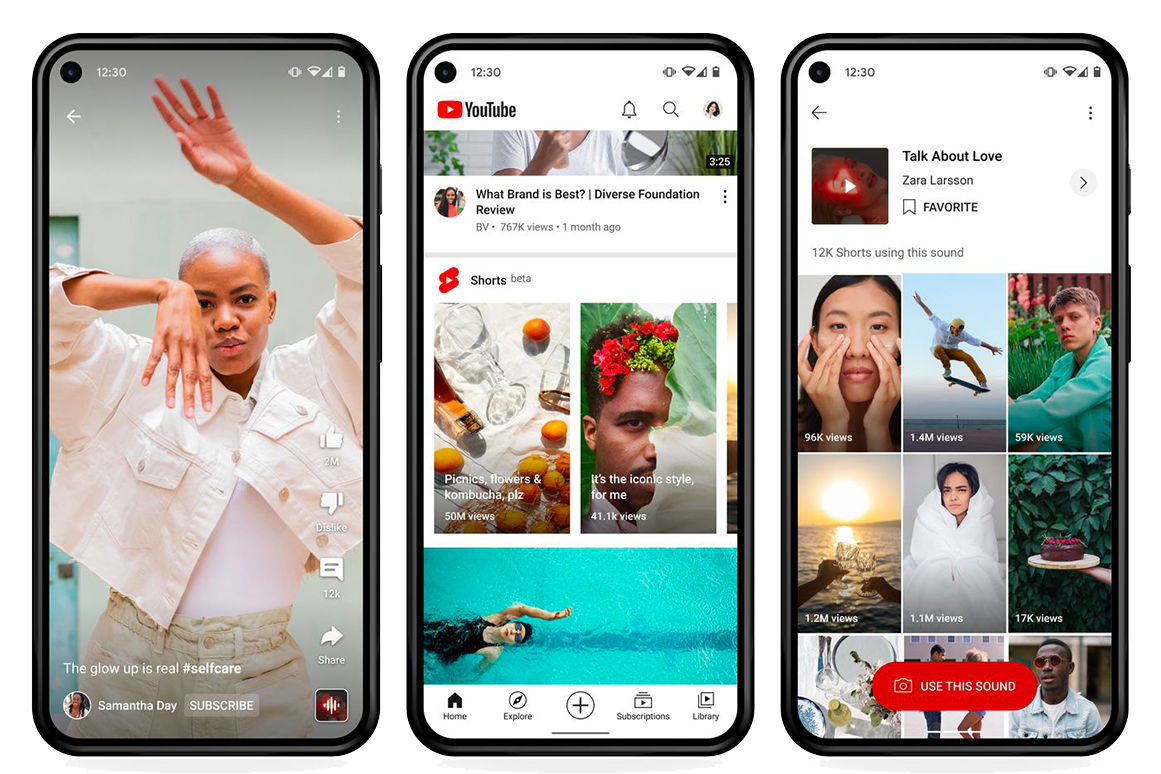 12:30
2M
Dislike
12k
Share
The glow up is real #selfcare
Samantha Day SUBSCRIBE
12:30
YouTube
3:25
What Brand is Best? | Diverse Foundation
Review
BV • 767K views • 1 month ago
Shorts beta
Picnics, flowers &
kombucha, plz
50M views
It's the iconic style,
for me
41.1k views
Home
Explore
Subscriptions
Library
12:30
Talk About Love
Zara Larsson
FAVORITE
12K Shorts using this sound
96K views
1.4M views
59K views
1.2M views
1.1M views
17K views
USE THIS SOUND